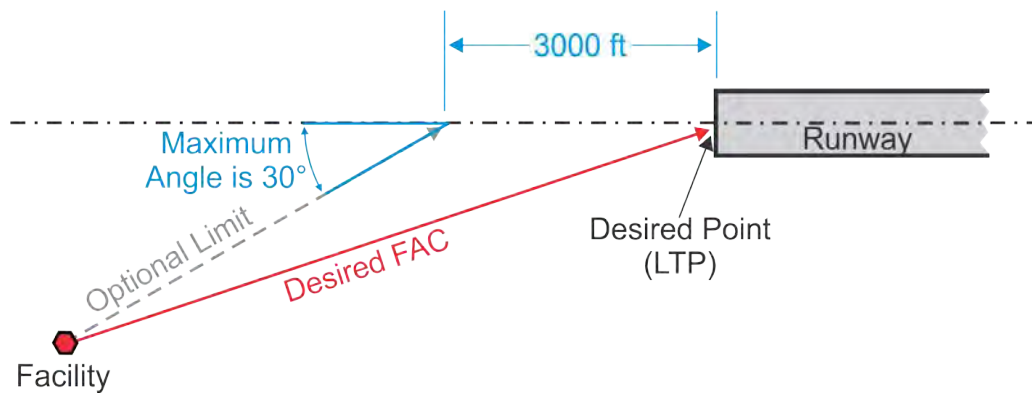 3000 ft
Maximum
Angle is 30°
Runway
Optional Limit
Desired FAC
Desired Point
(LTP)
Facility